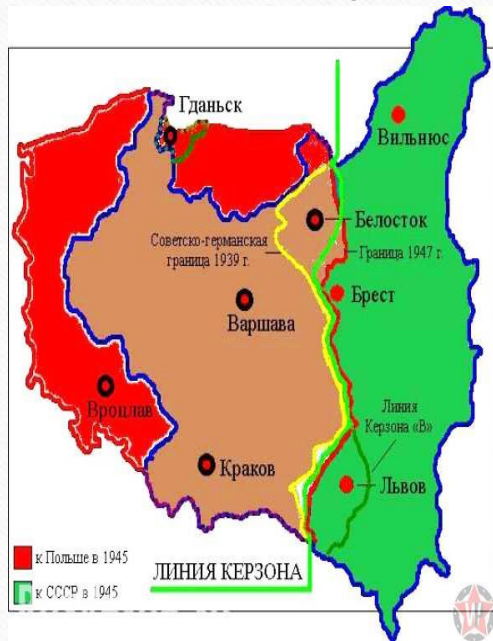 Гданьск
Вильнюс
Белосток
Советско-германская
граница 1939 г.
Граница 1947 г.
Брест
Варшава
Линия
Керзона «В»
Вроцлав
Краков
Львов
к Польше в 1945
ЛИНИЯ КЕРЗОНА
к СССР в 1945